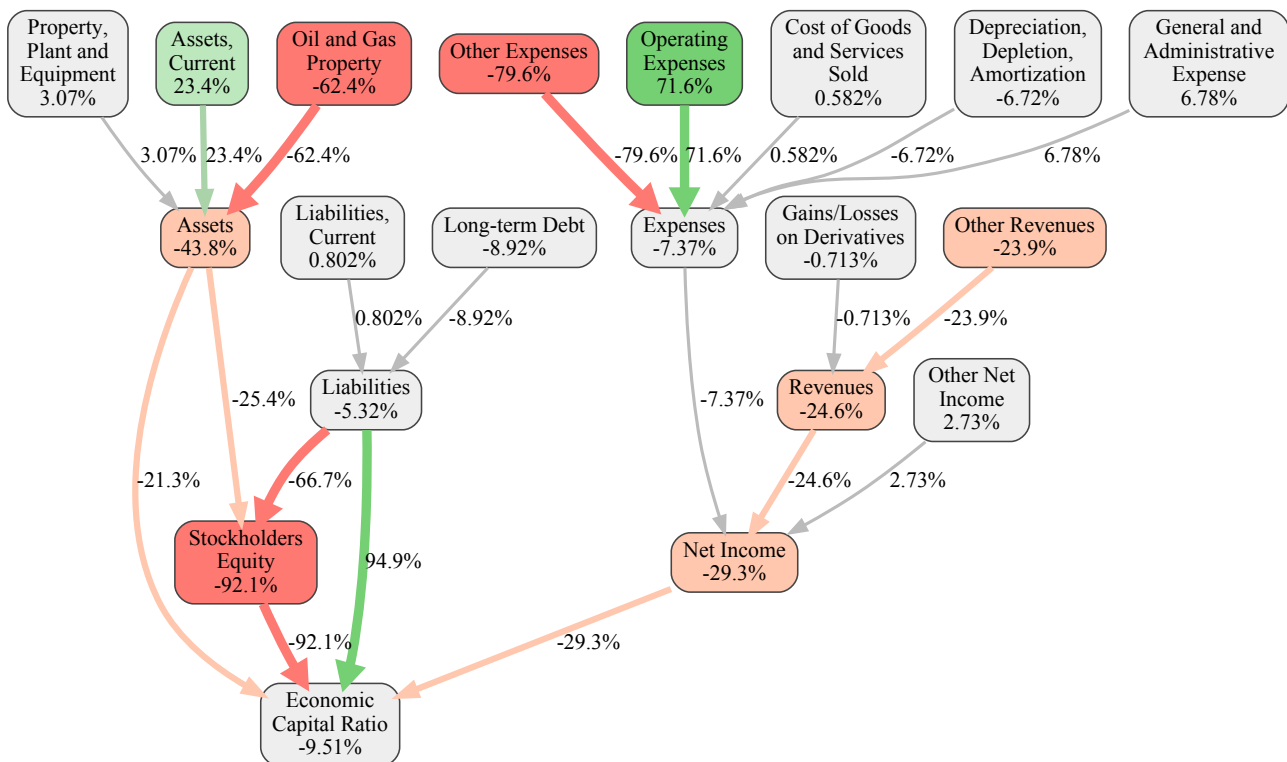 Property,
Plant and
Equipment
3.07%
Assets,
Current
23.4%
Oil and Gas
Property
-62.4%
Other Expenses
-79.6%
Operating
Expenses
71.6%
Cost of Goods
and Services
Sold
0.582%
Depreciation,
Depletion,
Amortization
-6.72%
General and
Administrative
Expense
6.78%
3.07%
23.4%
-62.4%
-79.6%
71.6%
0.582%
-6.72%
6.78%
Assets
-43.8%
Liabilities,
Current
0.802%
Long-term Debt
-8.92%
Expenses
-7.37%
Gains/Losses
on Derivatives
-0.713%
Other Revenues
-23.9%
0.802%
-8.92%
-0.713%
-23.9%
Liabilities
-5.32%
Revenues
-24.6%
Other Net
Income
2.73%
-25.4%
-7.37%
-21.3%
-66.7%
-24.6%
2.73%
Stockholders
Equity
-92.1%
94.9%
Net Income
-29.3%
-92.1%
-29.3%
Economic
Capital Ratio
-9.51%